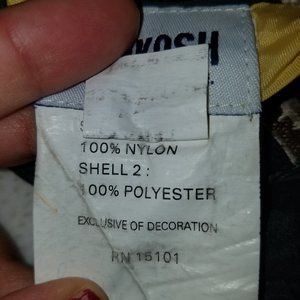 100% NYLON
SHELL 2 :
100% POLYESTER
EXCLUSIVE OF DECORATION
RN 15101